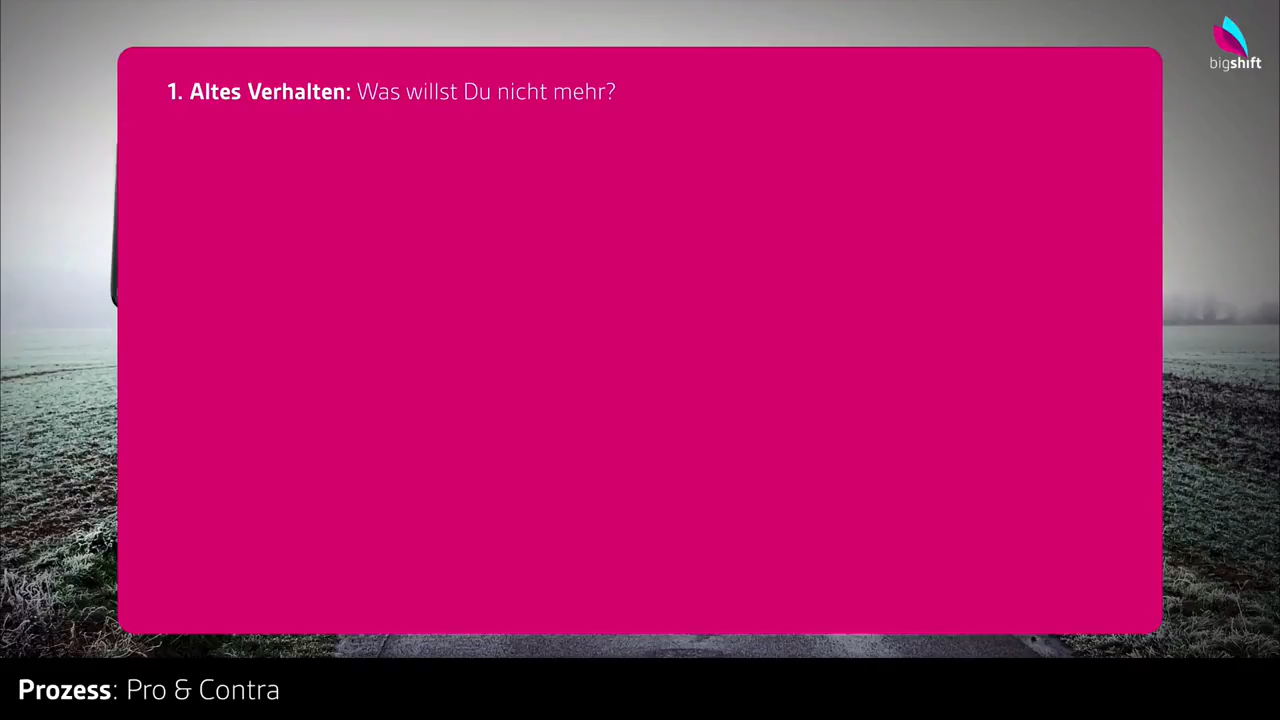 bigshift
1. Altes Verhalten: Was willst Du nicht mehr?
Prozess: Pro & Contra